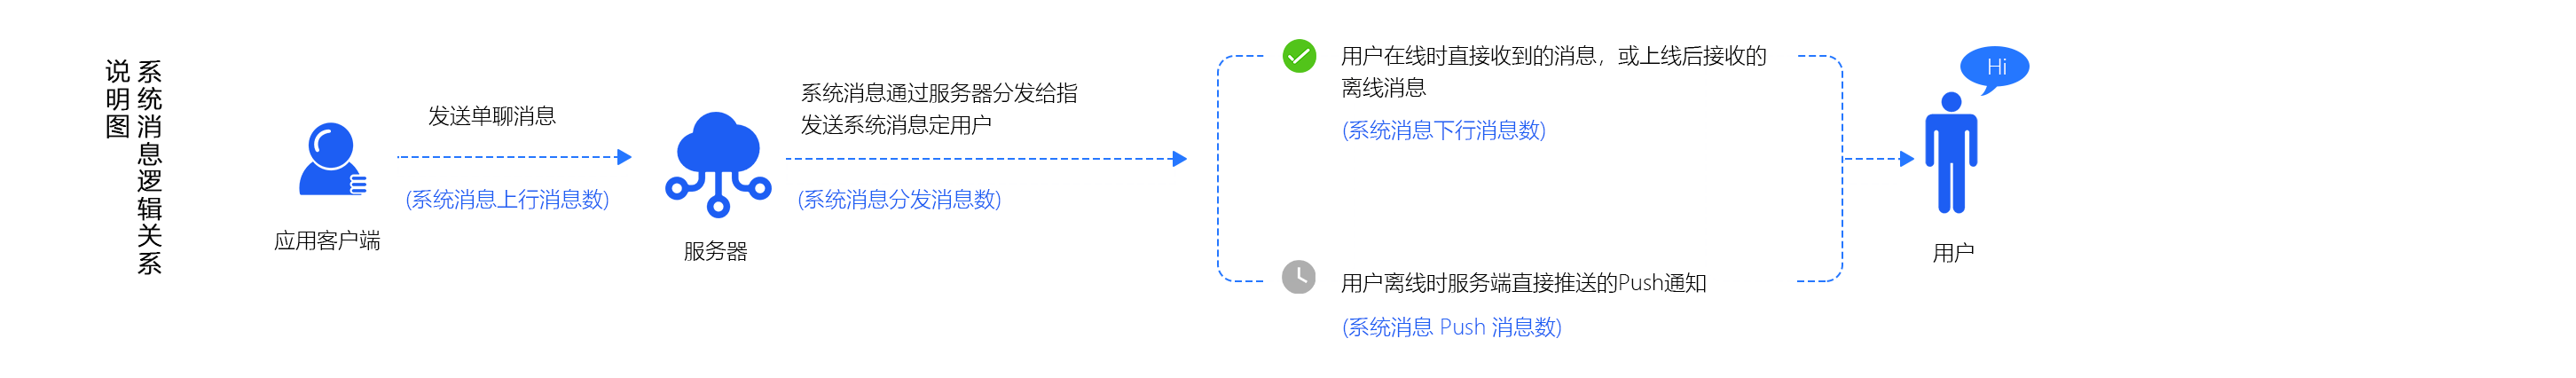 系统消息逻辑关系
说明图
发送单聊消息
(系统消息上行消息数)
应用客户端
服务器
系统消息通过服务器分发给指
发送系统消息定用户
(系统消息分发消息数)
用户在线时直接收到的消息，或上线后接收的
离线消息
(系统消息下行消息数)
用户离线时服务端直接推送的Push通知
(系统消息 Push 消息数)
Hi
用户